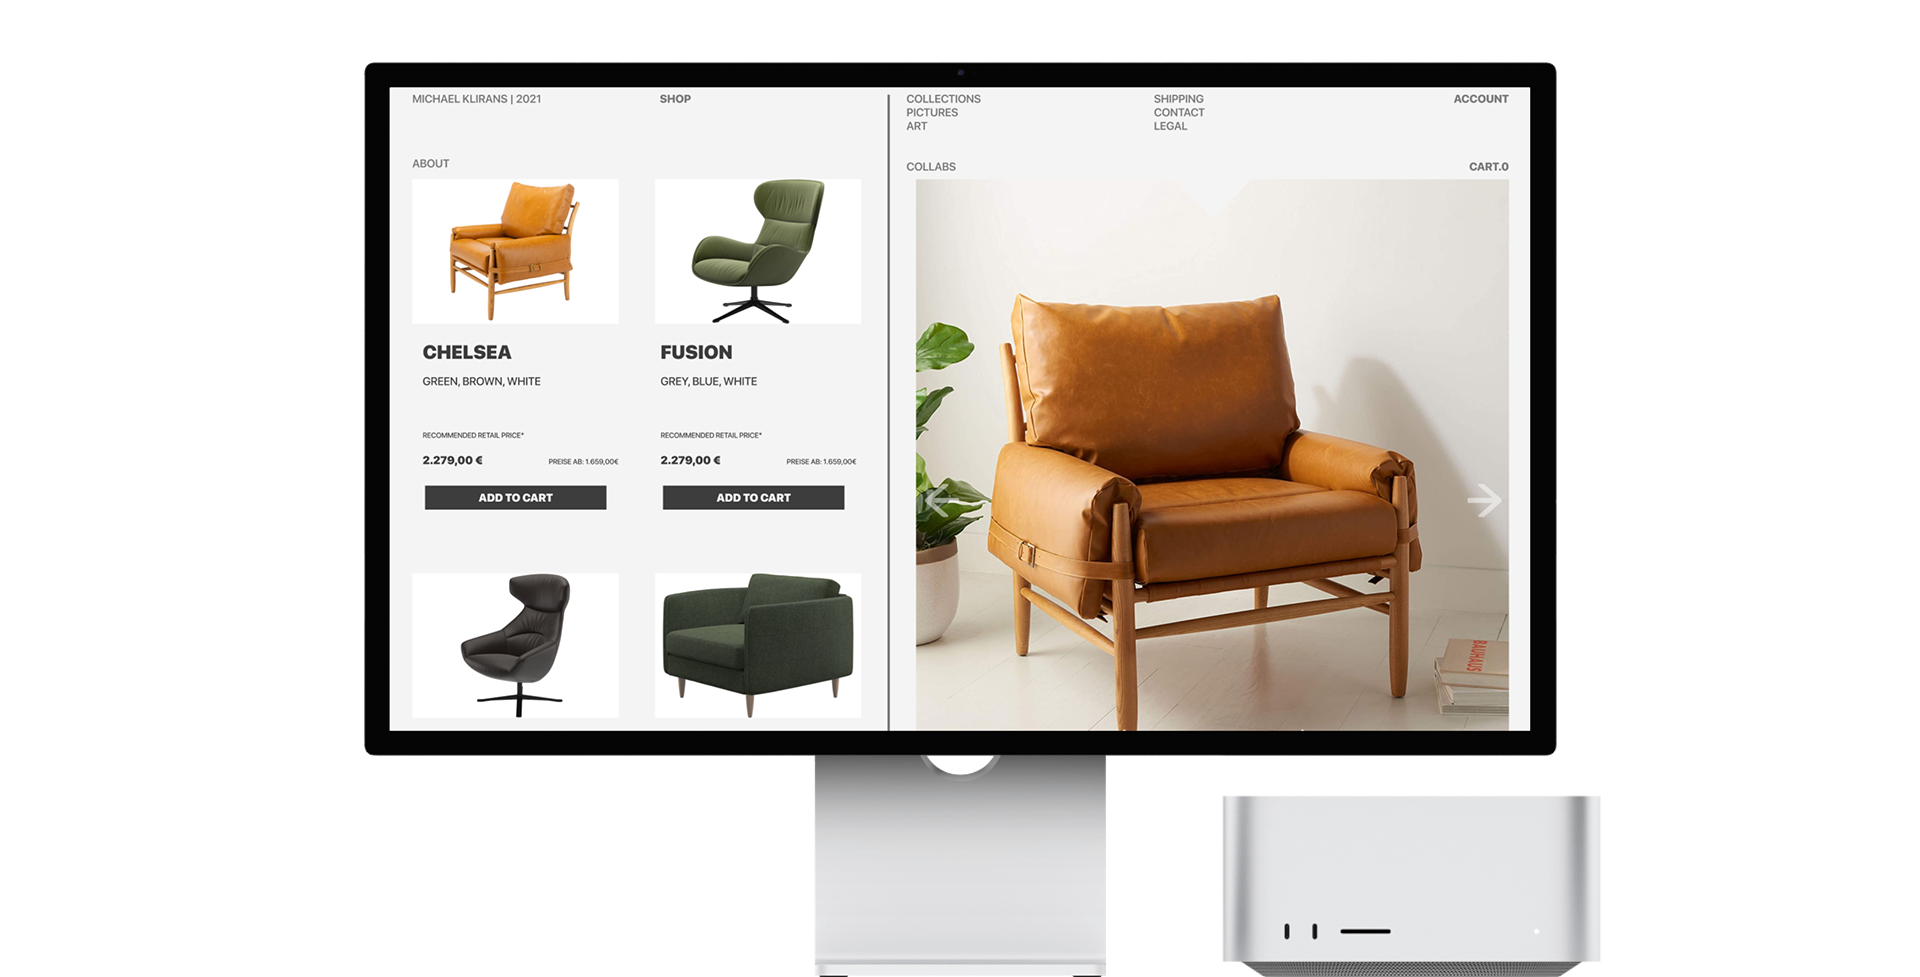 MICHAEL KLIRANS | 2021
SHOP
COLLECTIONS
PICTURES
ART
SHIPPING
CONTACT
LEGAL
ACCOUNT
ABOUT
COLLABS
CART.0
CHELSEA
GREEN, BROWN, WHITE
RECOMMENDED RETAIL PRICE*
2.279,00 €
PREISE AB: 1.659,00€
ADD TO CART
FUSION
GREY, BLUE, WHITE
RECOMMENDED RETAIL PRICE*
2.279,00 €
PREISE AB: 1.659,00€
ADD TO CART
BAUHAUS